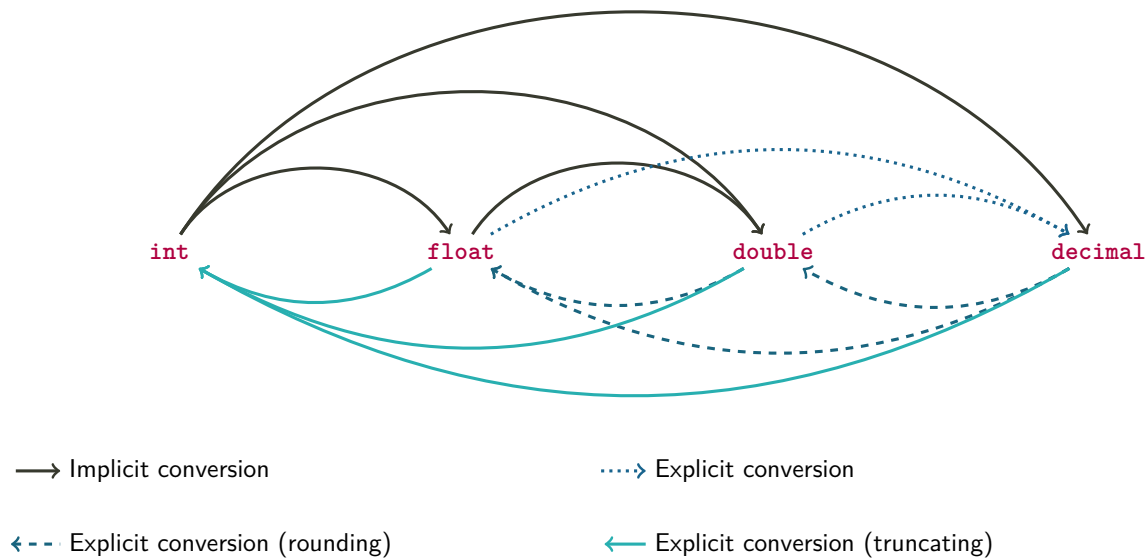 int float double decimal
Implicit conversion Explicit conversion
Explicit conversion (rounding) Explicit conversion (truncating)